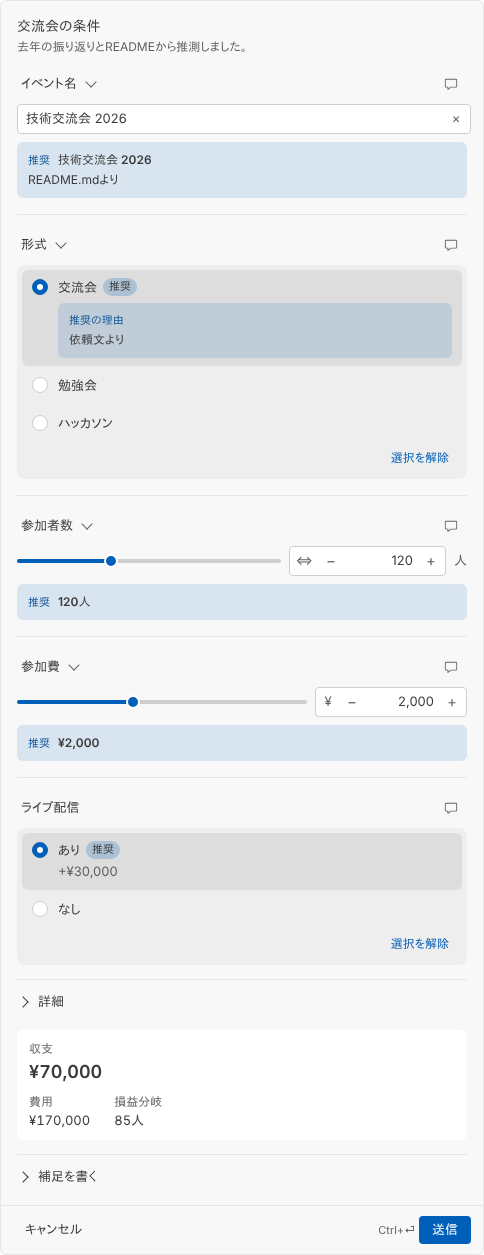 交流会の条件
去年の振り返りとREADMEから推測しました。
イベント名
技術交流会 2026 ×
推奨 技術交流会 2026
README.mdより
形式
交流会 推奨
推奨の理由
依頼文より
勉強会
ハッカソン
選択を解除
参加者数
− 120 + 人
推奨 120人
参加費
¥ − 2,000 +
推奨 ¥2,000
ライブ配信
あり 推奨
+¥30,000
なし
選択を解除
詳細
収支
¥70,000
費用 損益分岐
¥170,000 85人
補足を書く
キャンセル Ctrl+⏎ 送信